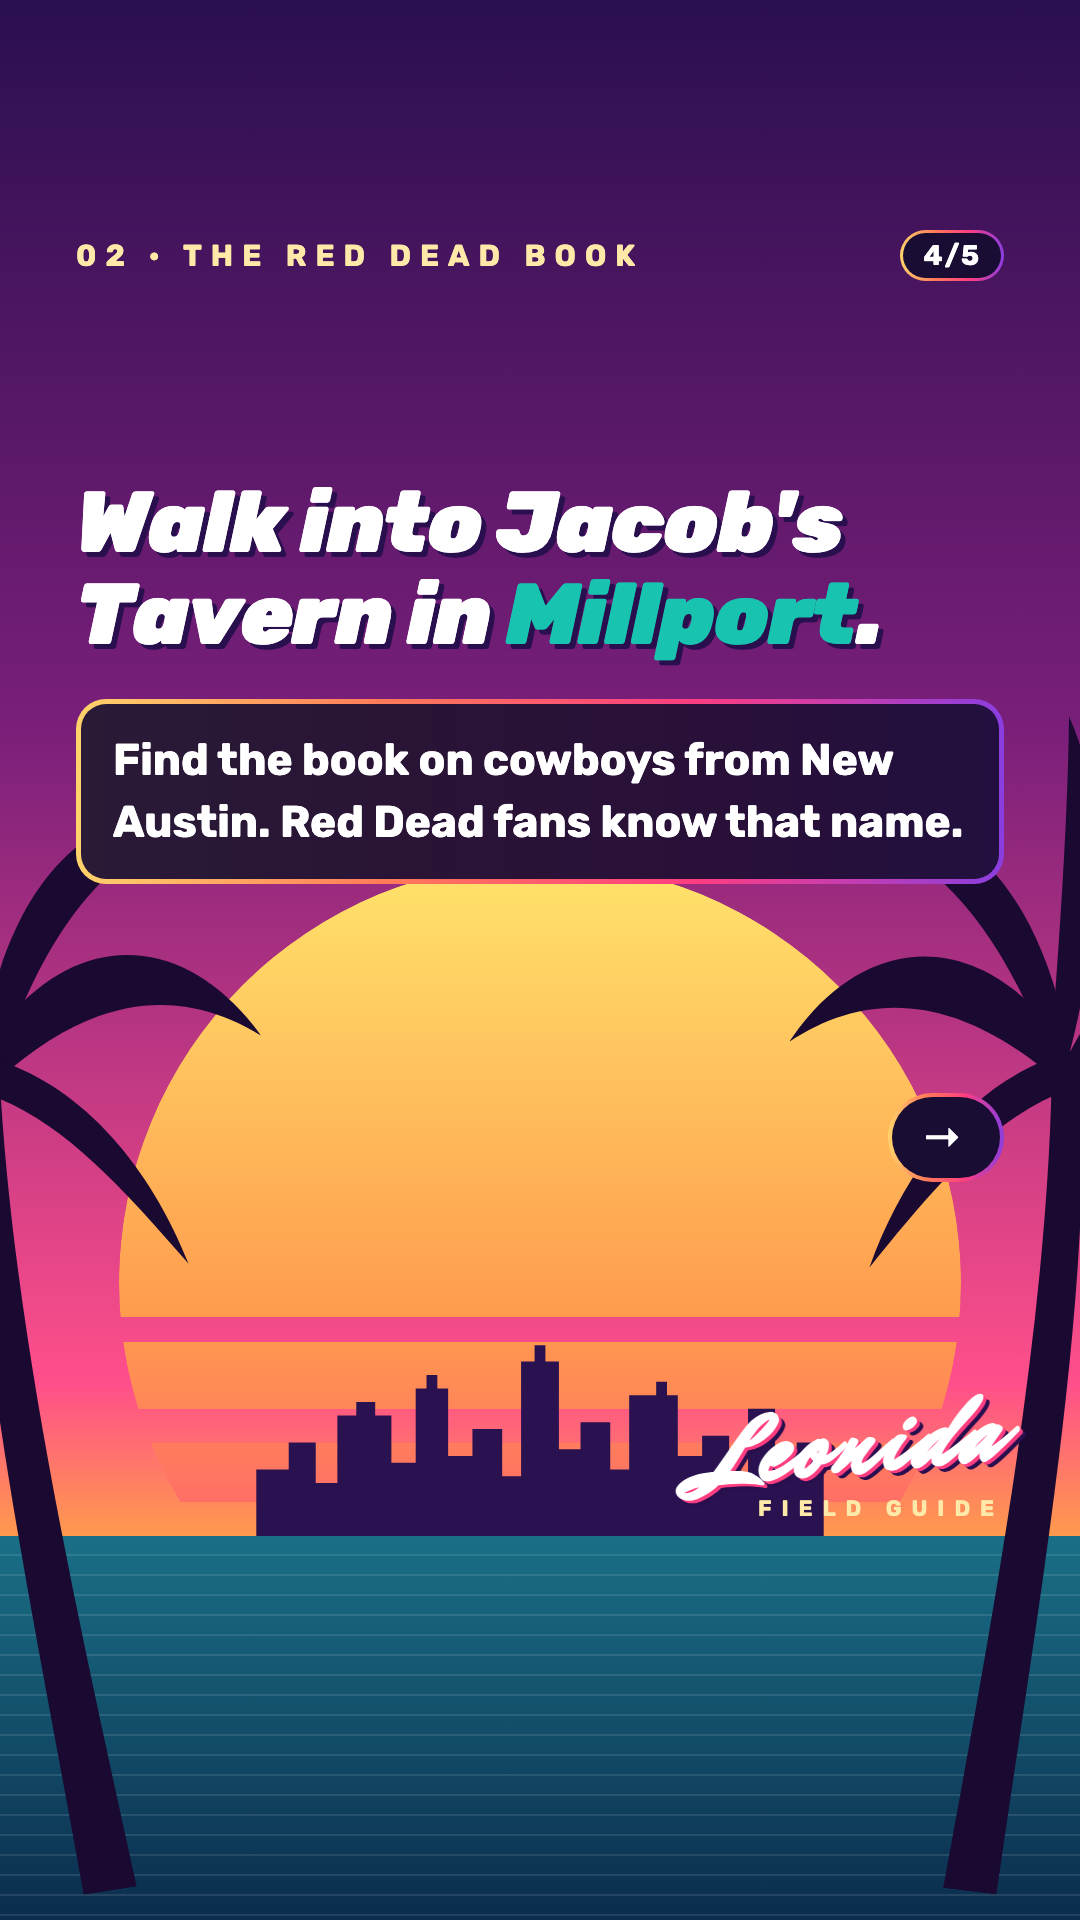 02 • THE RED DEAD BOOK
4/5
Walk into Jacob's
Tavern in Millport.
Find the book on cowboys from New
Austin. Red Dead fans know that name.
→
Leonida
FIELD GUIDE